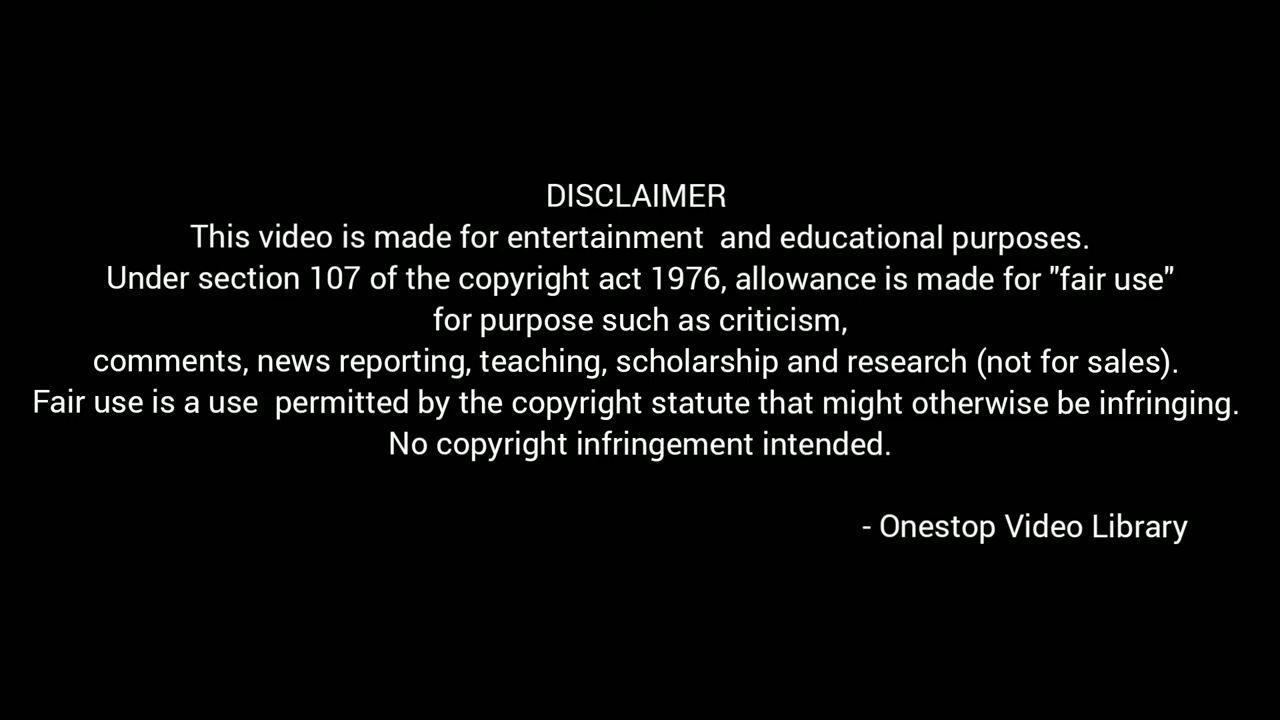 DISCLAIMER
This video is made for entertainment  and educational purposes.
Under section 107 of the copyright act 1976, allowance is made for "fair use"
for purpose such as criticism,
comments, news reporting, teaching, scholarship and research (not for sales).
Fair use is a use  permitted by the copyright statute that might otherwise be infringing.
No copyright infringement intended.
- Onestop Video Library